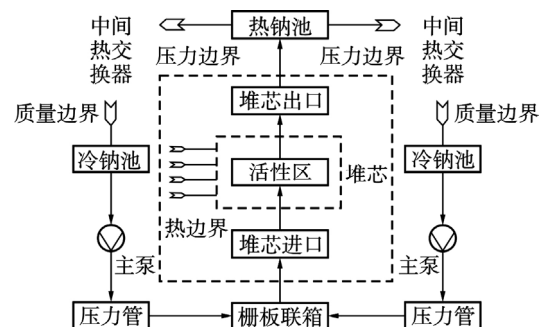 中间
热交
换器
热钠池
中间
热交
换器
压力边界
压力边界
质量边界
堆芯出口
质量边界
冷钠池
活性区
堆芯
冷钠池
热边界
堆芯进口
主泵
主泵
压力管
栅板联箱
压力管